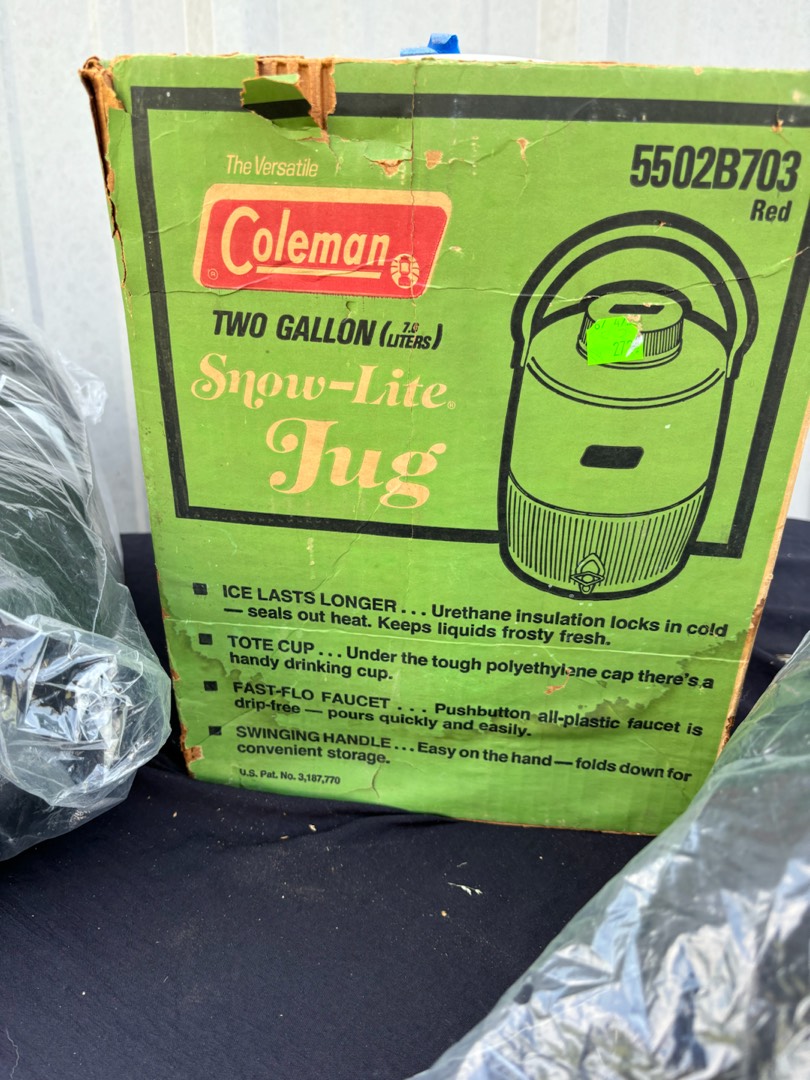 The Versatile
Coleman
®
5502B703
Red
TWO GALLON (7.6 LITERS)
Snow-Lite®
Jug
ICE LASTS LONGER... Urethane insulation locks in cold
— seals out heat. Keeps liquids frosty fresh.
TOTE CUP... Under the tough polyethylene cap there's a
handy drinking cup.
FAST-FLO FAUCET... Pushbutton all-plastic faucet is
drip-free — pours quickly and easily.
SWINGING HANDLE... Easy on the hand — folds down for
convenient storage.
U.S. Pat. No. 3,187,770